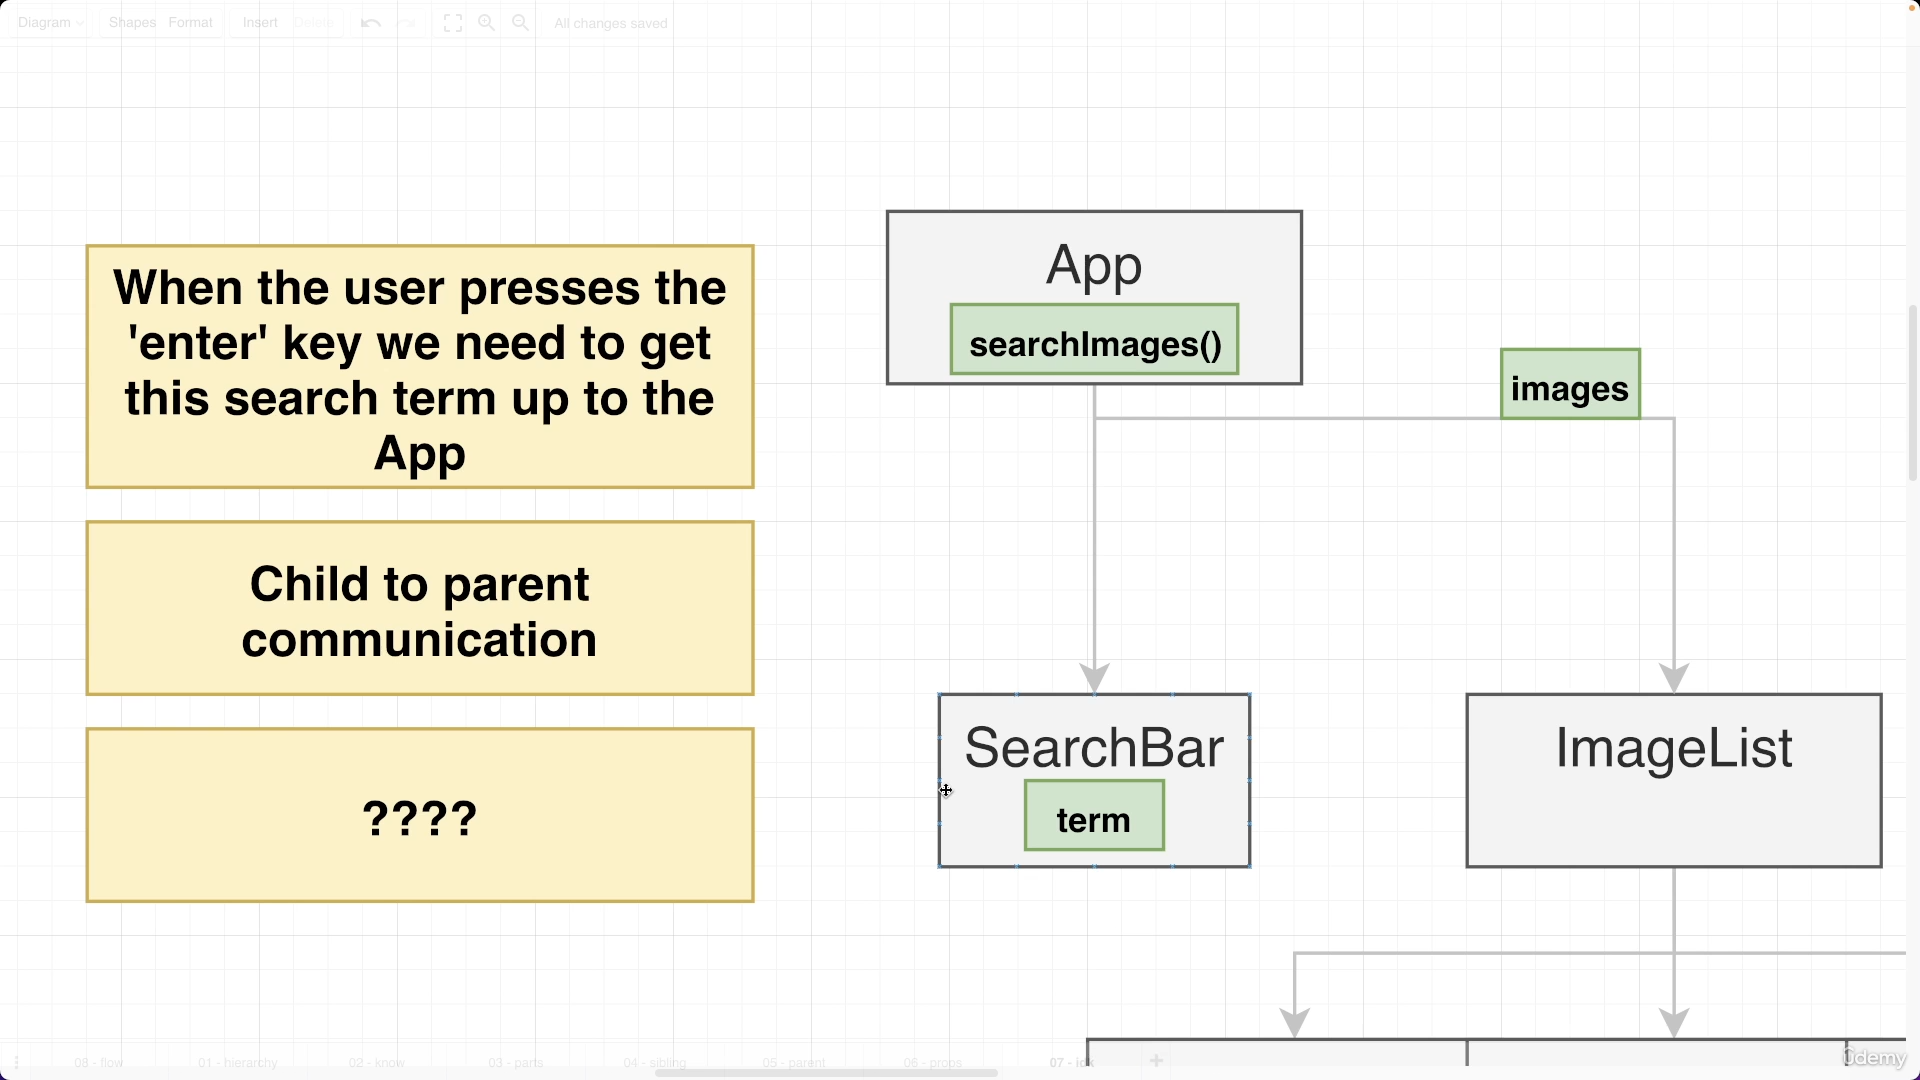 Diagram Shapes Format Insert Delete All changes saved
When the user presses the
'enter' key we need to get
this search term up to the
App
Child to parent
communication
????
App
searchImages()
images
SearchBar
term
ImageList
08 - flow 01 - hierarchy 02 - know 03 - parts 04 - sibling 05 - parent 06 - props 07 - idk
ûdemy